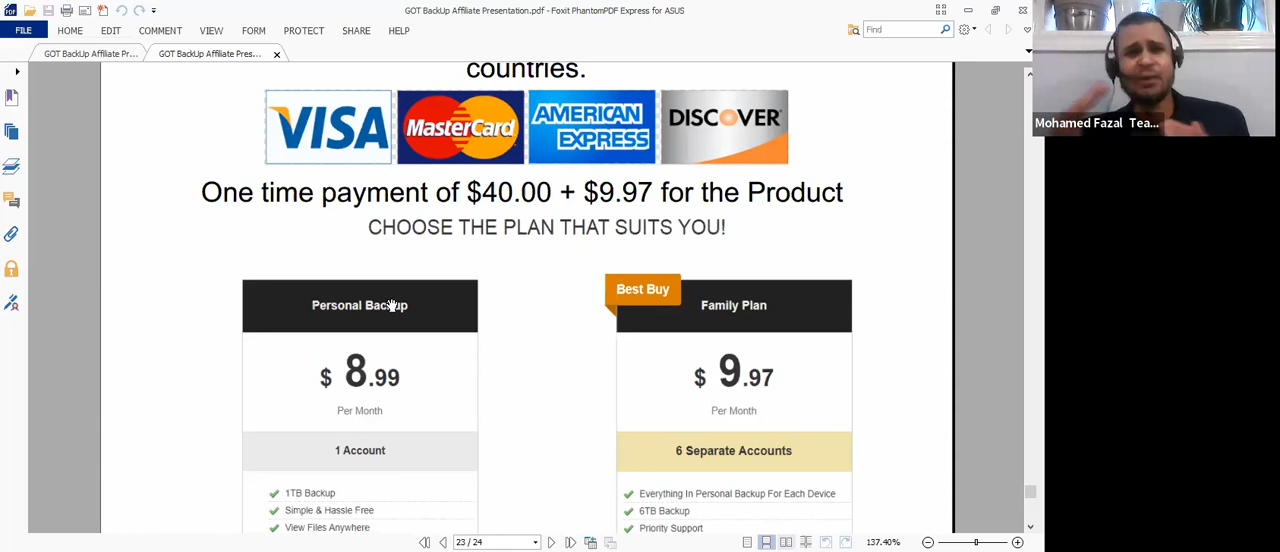 GOT BackUp Affiliate Presentation.pdf - Foxit PhantomPDF Express for ASUS
FILE HOME EDIT COMMENT VIEW FORM PROTECT SHARE HELP
Find
GOT BackUp Affiliate Pr...
GOT BackUp Affiliate Pres...
countries.
VISA
MasterCard
AMERICAN EXPRESS
DISCOVER
Mohamed Fazal Tea...
One time payment of $40.00 + $9.97 for the Product
CHOOSE THE PLAN THAT SUITS YOU!
Personal Backup
$ 8.99
Per Month
1 Account
1TB Backup
Simple & Hassle Free
View Files Anywhere
Best Buy
Family Plan
$ 9.97
Per Month
6 Separate Accounts
Everything In Personal Backup For Each Device
6TB Backup
Priority Support
23 / 24
137.40%